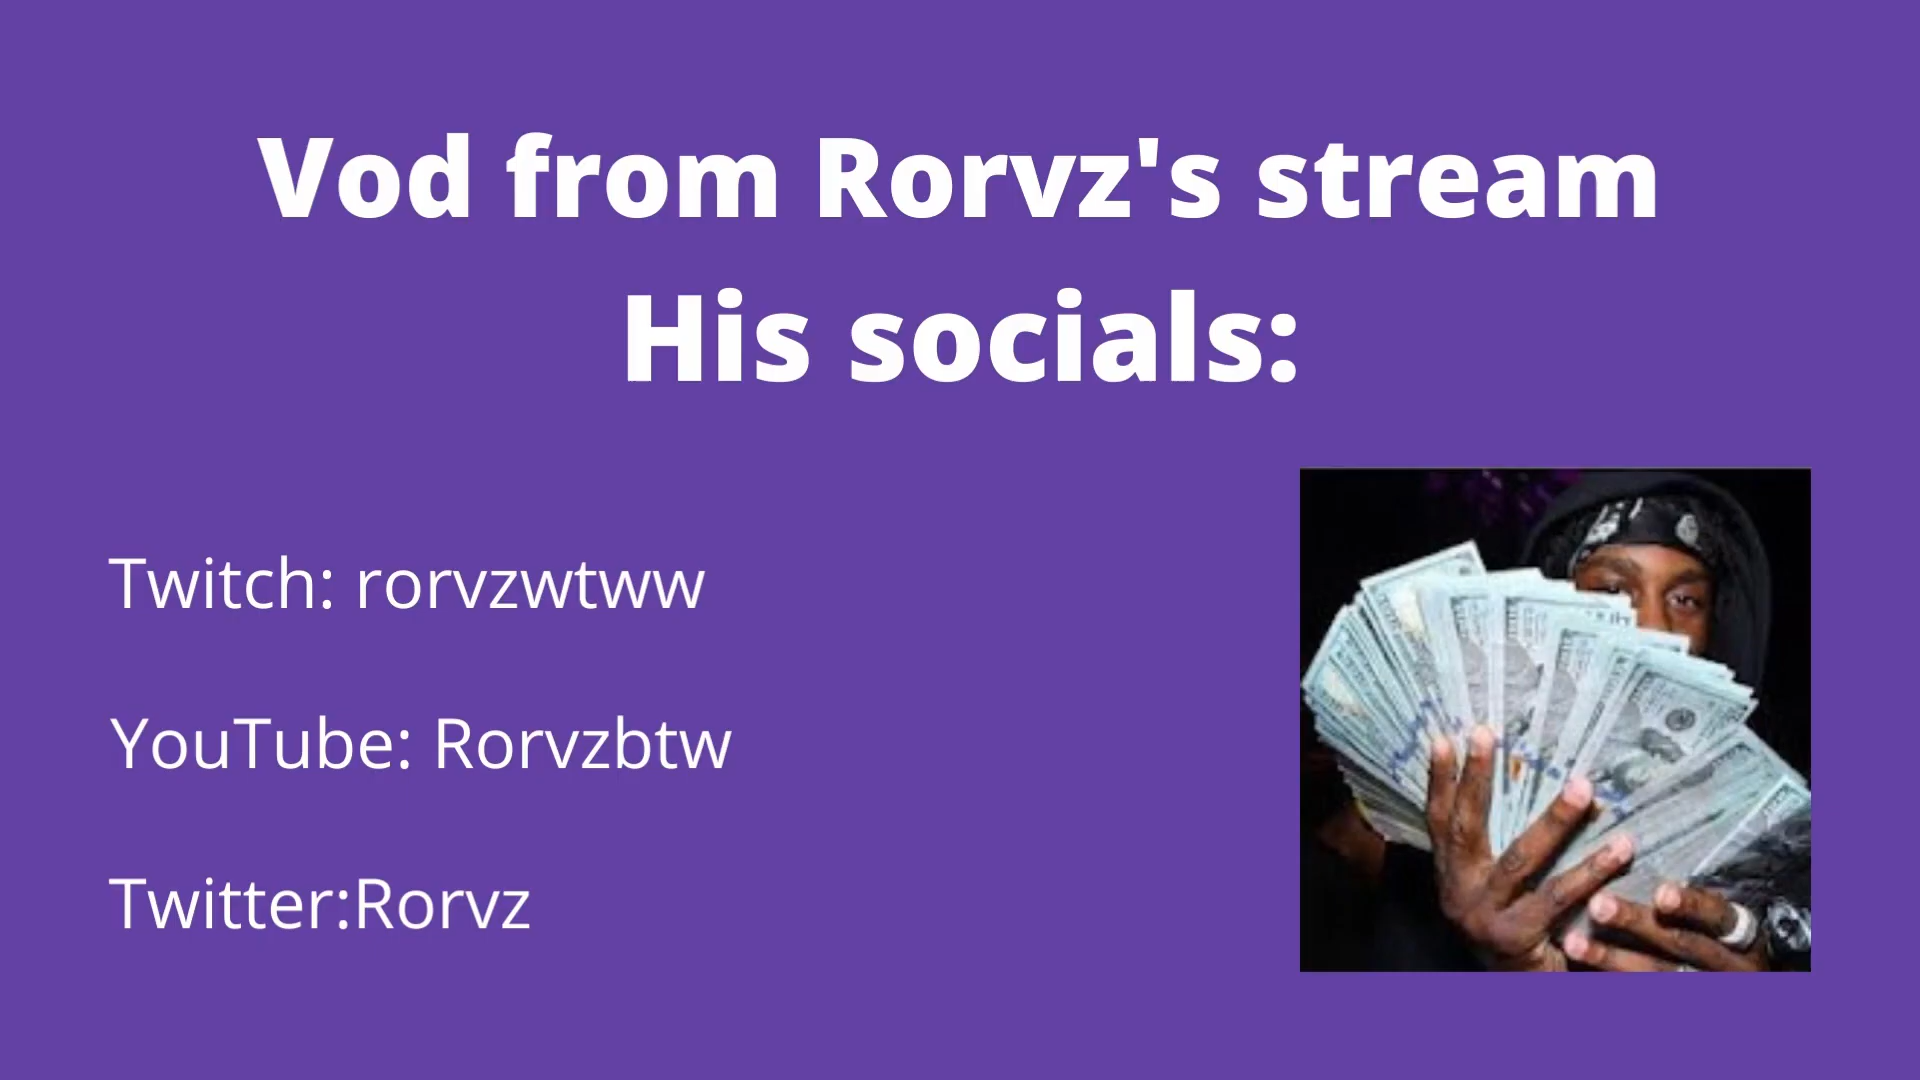 Vod from Rorvz's stream
His socials:
Twitch: rorvzwtww
YouTube: Rorvzbtw
Twitter:Rorvz